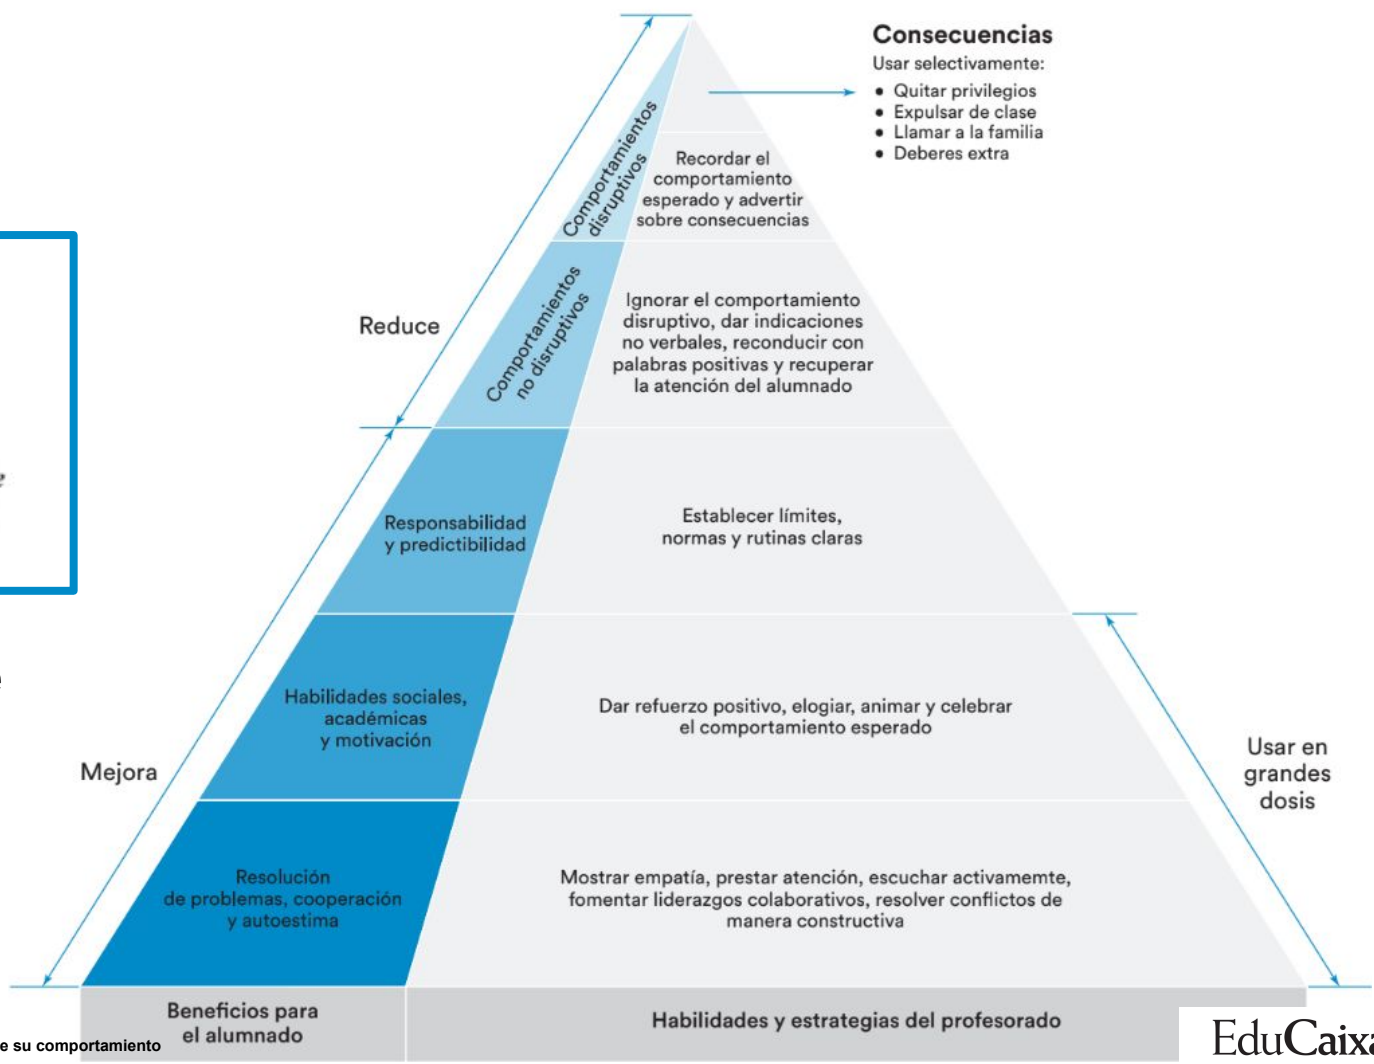 Consecuencias
Usar selectivamente:
• Quitar privilegios
• Expulsar de clase
• Llamar a la familia
• Deberes extra
Comportamientos
disruptivos
Recordar el
comportamiento
esperado y advertir
sobre consecuencias
Reduce
Comportamientos
no disruptivos
Ignorar el comportamiento
disruptivo, dar indicaciones
no verbales, reconducir con
palabras positivas y recuperar
la atención del alumnado
Responsabilidad
y predictibilidad
Establecer límites,
normas y rutinas claras
Mejora
Habilidades sociales,
académicas
y motivación
Dar refuerzo positivo, elogiar, animar y celebrar
el comportamiento esperado
Usar en
grandes
dosis
Resolución
de problemas, cooperación
y autoestima
Mostrar empatía, prestar atención, escuchar activamemte,
fomentar liderazgos colaborativos, resolver conflictos de
manera constructiva
Beneficios para
el alumnado
Habilidades y estrategias del profesorado
e su comportamiento
EduCaixa